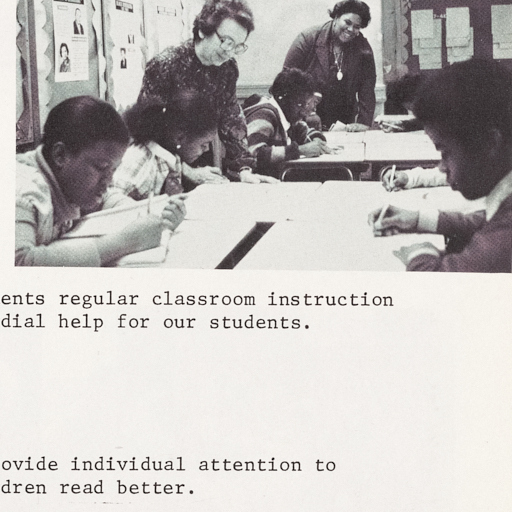 ents regular classroom instruction
dial help for our students.
ovide individual attention to
dren read better.